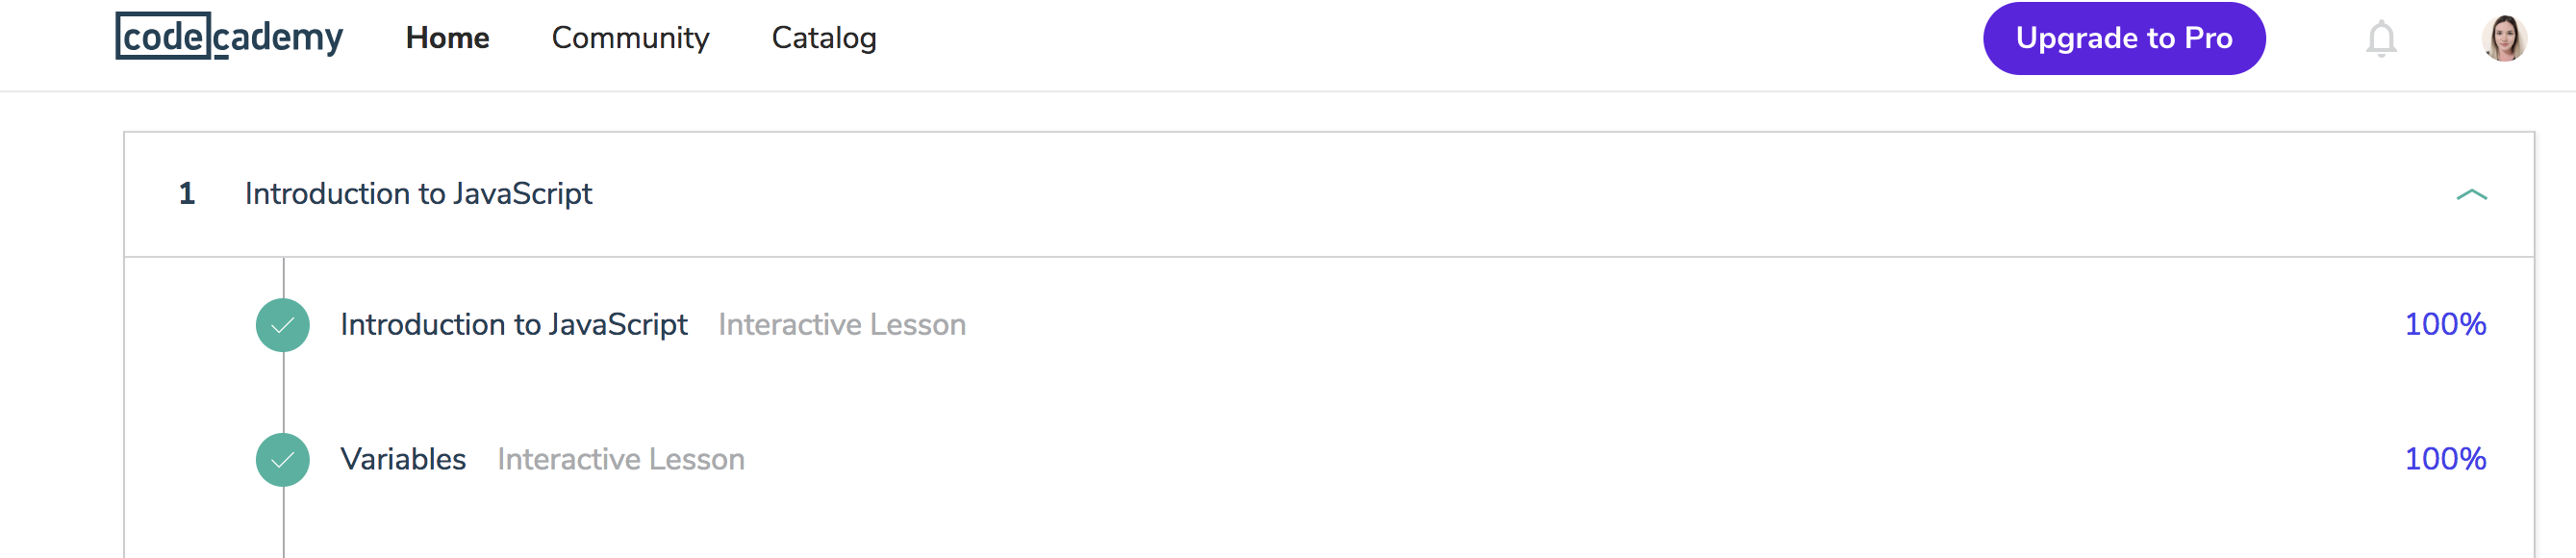 codecademy Home Community Catalog Upgrade to Pro
1 Introduction to JavaScript
Introduction to JavaScript Interactive Lesson 100%
Variables Interactive Lesson 100%